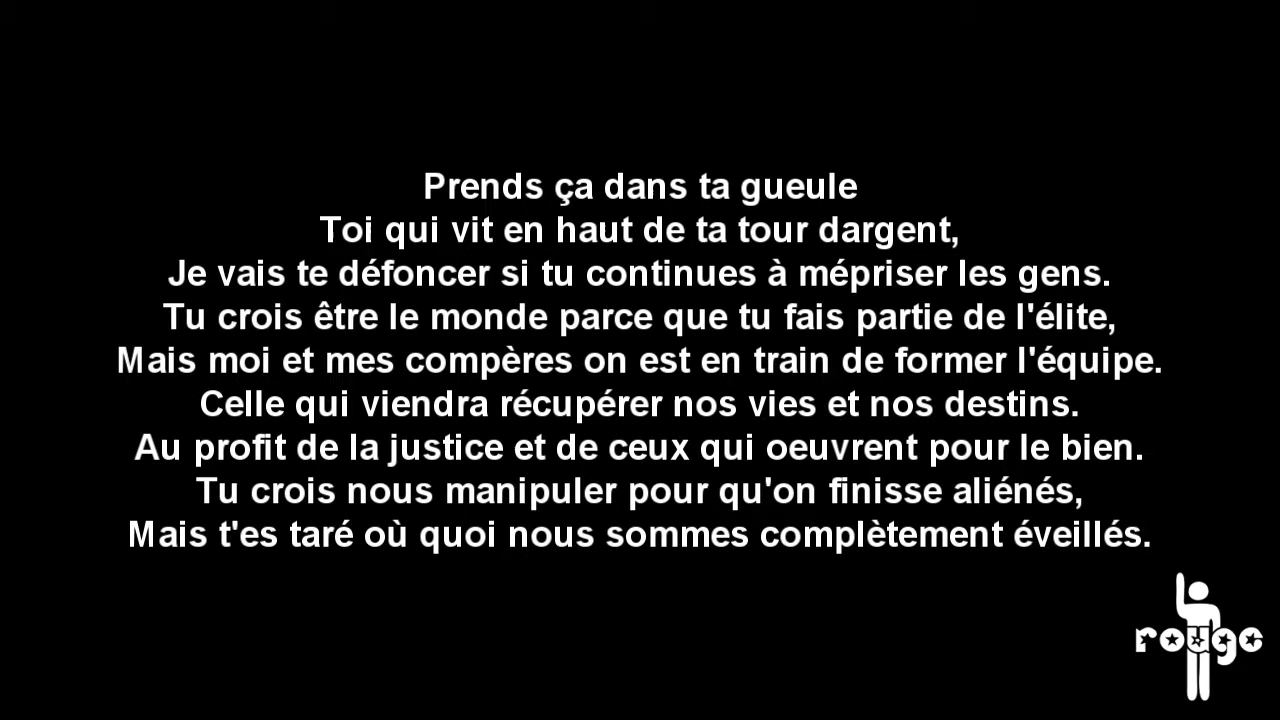 Prends ça dans ta gueule
Toi qui vit en haut de ta tour dargent,
Je vais te défoncer si tu continues à mépriser les gens.
Tu crois être le monde parce que tu fais partie de l'élite,
Mais moi et mes compères on est en train de former l'équipe.
Celle qui viendra récupérer nos vies et nos destins.
Au profit de la justice et de ceux qui oeuvrent pour le bien.
Tu crois nous manipuler pour qu'on finisse aliénés,
Mais t'es taré où quoi nous sommes complètement éveillés.
rouge